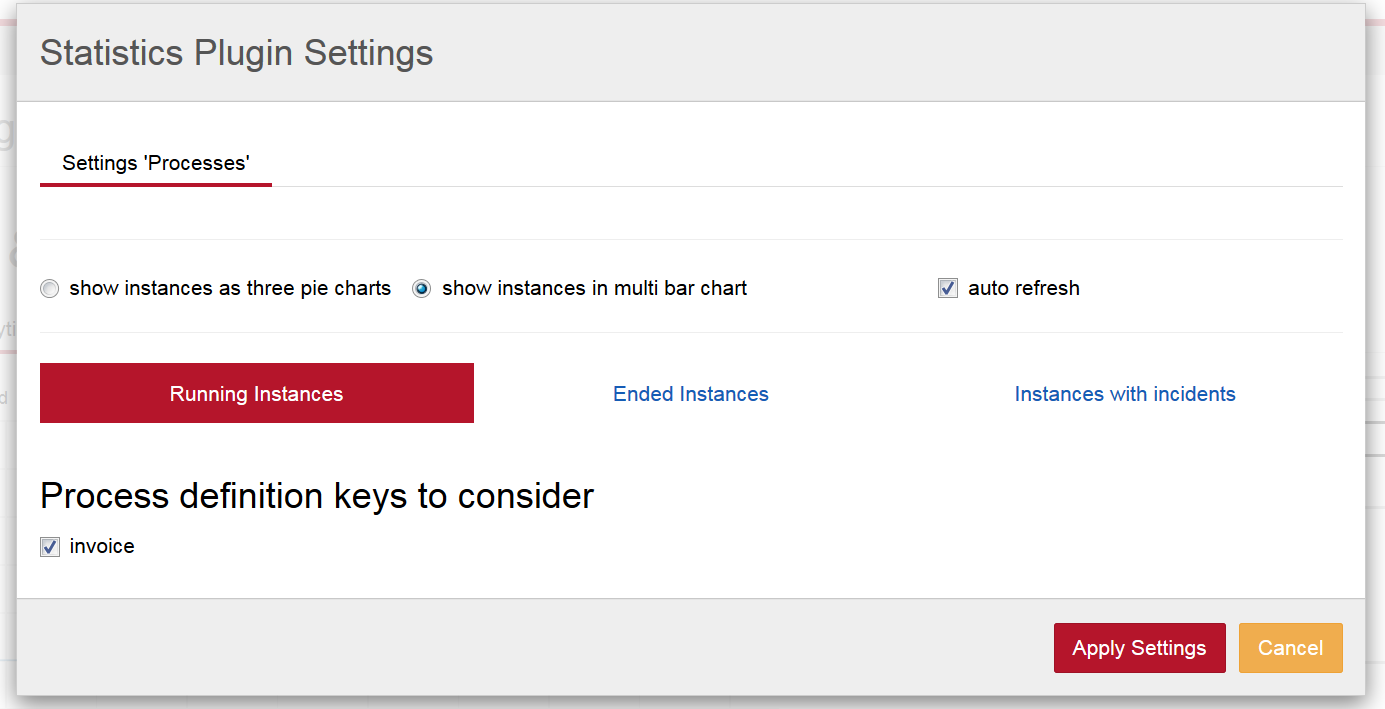 Statistics Plugin Settings
Settings 'Processes'
show instances as three pie charts show instances in multi bar chart auto refresh
Running Instances Ended Instances Instances with incidents
Process definition keys to consider
invoice
Apply Settings Cancel